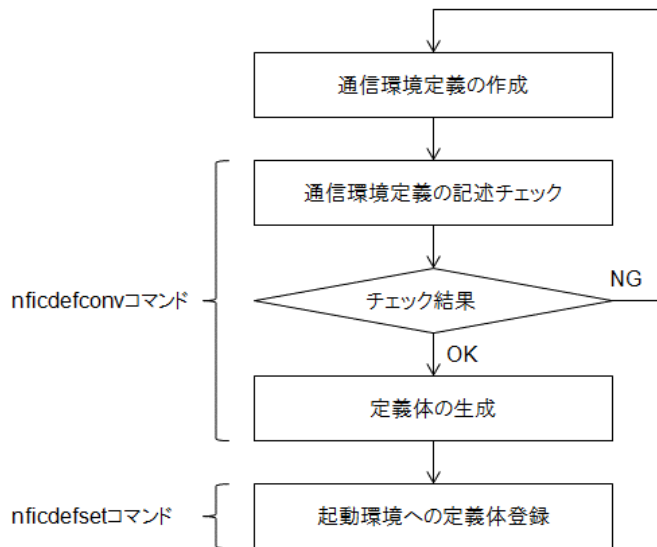 通信環境定義の作成
通信環境定義の記述チェック
nficdefconvコマンド
チェック結果
NG
OK
定義体の生成
nficdefsetコマンド
起動環境への定義体登録